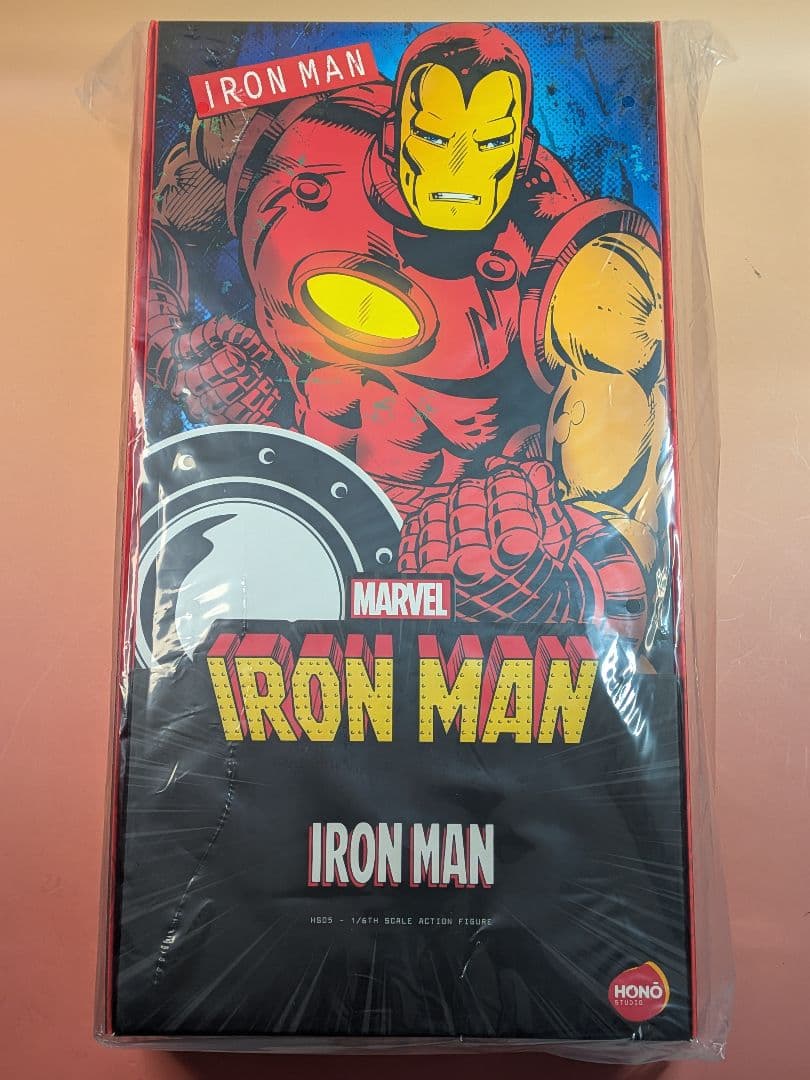 IRON MAN
MARVEL
IRON MAN
IRON MAN
HS05 - 1/6TH SCALE ACTION FIGURE
HONŌ
STUDIO